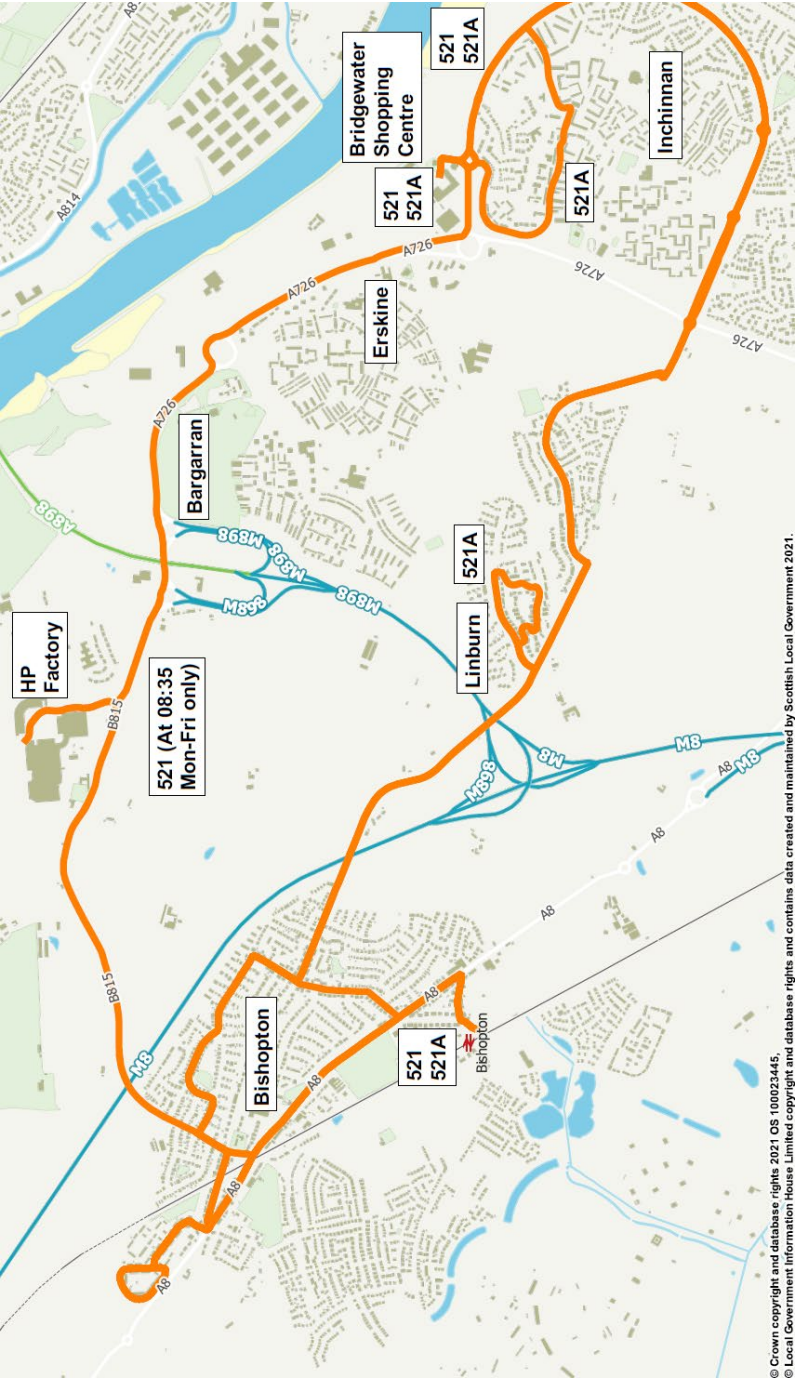 A8
A814
521
521A
Bridgewater
Shopping
Centre
Inchinnan
521
521A
521A
A726
A726
A726
A726
Erskine
A726
Bargarran
A898
M898
M898
M898
M898
HP
Factory
B815
521 (At 08:35
Mon-Fri only)
521A
Linburn
M8
M898
M8
A8
M8
A8
A8
B815
M8
Bishopton
A8
521
521A
Bishopton
A8
A8
A8
© Crown copyright and database rights 2021 OS 100023445,
© Local Government Information House Limited copyright and database rights and contains data created and maintained by Scottish Local Government 2021.